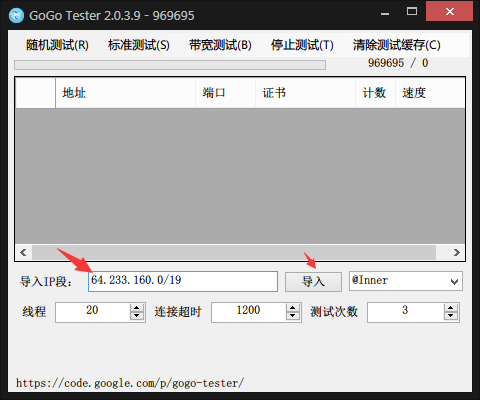 GoGo Tester 2.0.3.9 - 969695
随机测试(R) 标准测试(S) 带宽测试(B) 停止测试(T) 清除测试缓存(C)
969695 / 0
地址 端口 证书 计数 速度
导入IP段: 64.233.160.0/19 导入 @Inner
线程 20 连接超时 1200 测试次数 3
https://code.google.com/p/gogo-tester/